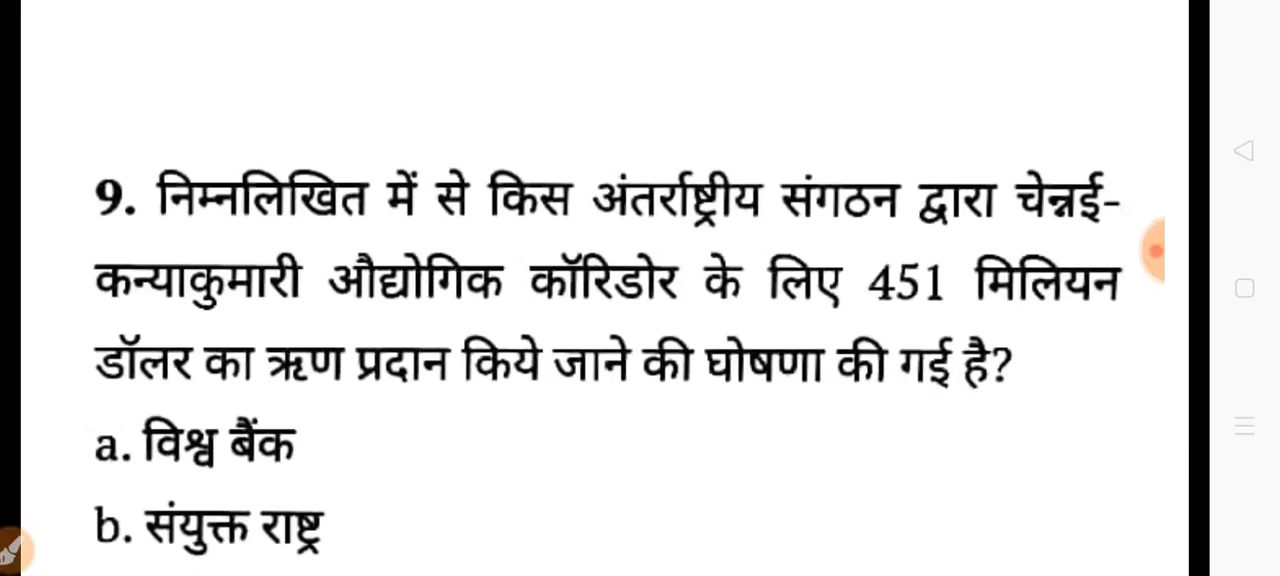 9. निम्नलिखित में से किस अंतर्राष्ट्रीय संगठन द्वारा चेन्नई-
कन्याकुमारी औद्योगिक कॉरिडोर के लिए 451 मिलियन
डॉलर का ऋण प्रदान किये जाने की घोषणा की गई है?
a. विश्व बैंक
b. संयुक्त राष्ट्र